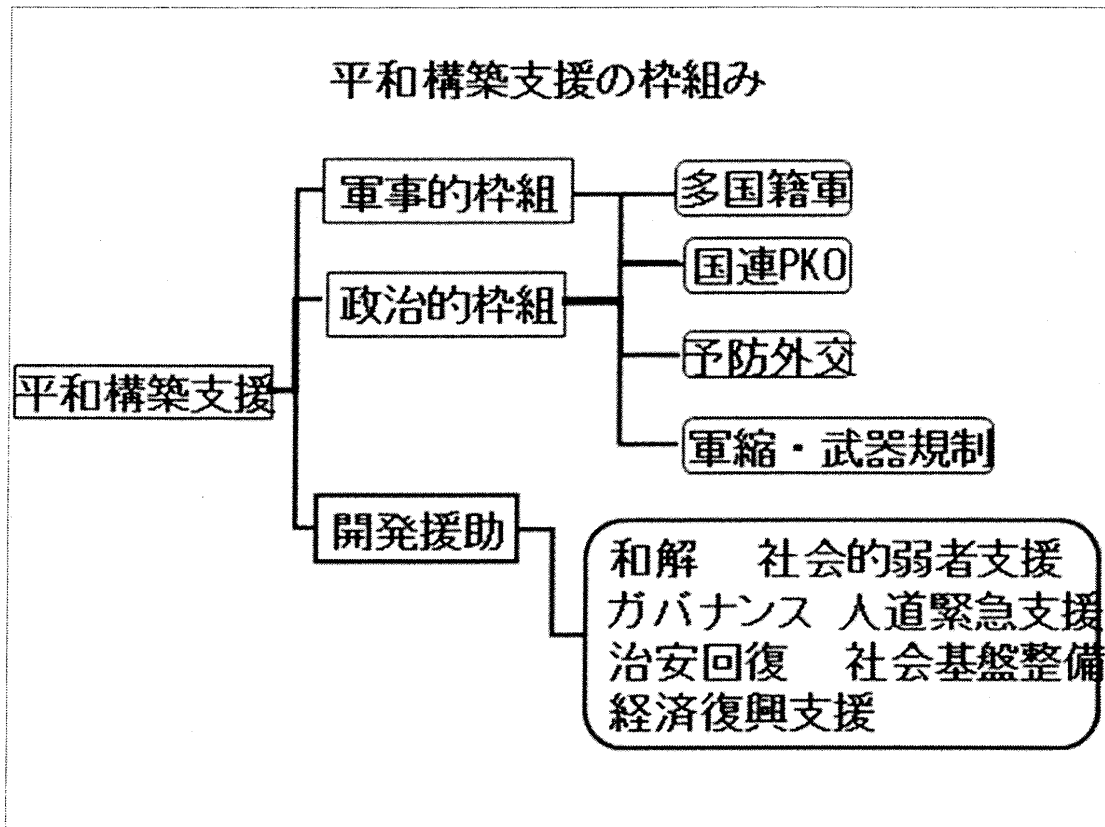 平和構築支援の枠組み
軍事的枠組
多国籍軍
国連PKO
政治的枠組
予防外交
平和構築支援
軍縮・武器規制
開発援助
和解 社会的弱者支援
ガバナンス 人道緊急支援
治安回復 社会基盤整備
経済復興支援